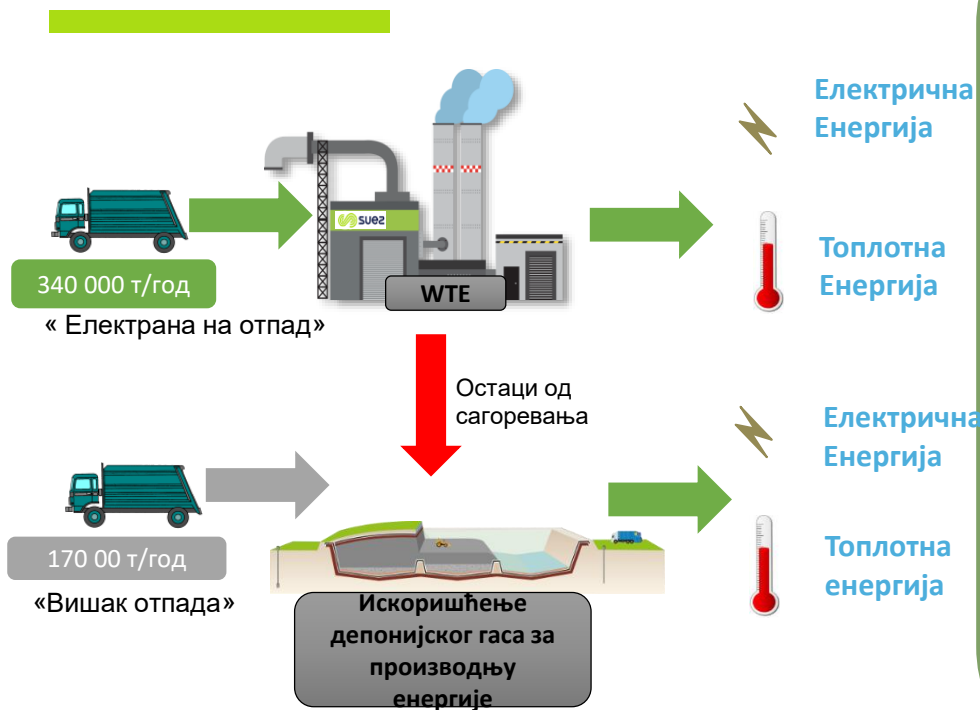 Електрична
Енергија
suez
340 000 т/год
WTE
Топлотна
Енергија
« Електрана на отпад»
Остаци од
сагоревања
Електрична
Енергија
170 00 т/год
«Вишак отпада»
Топлотна
енергија
Искоришћење
депонијског гаса за
производњу
енергије